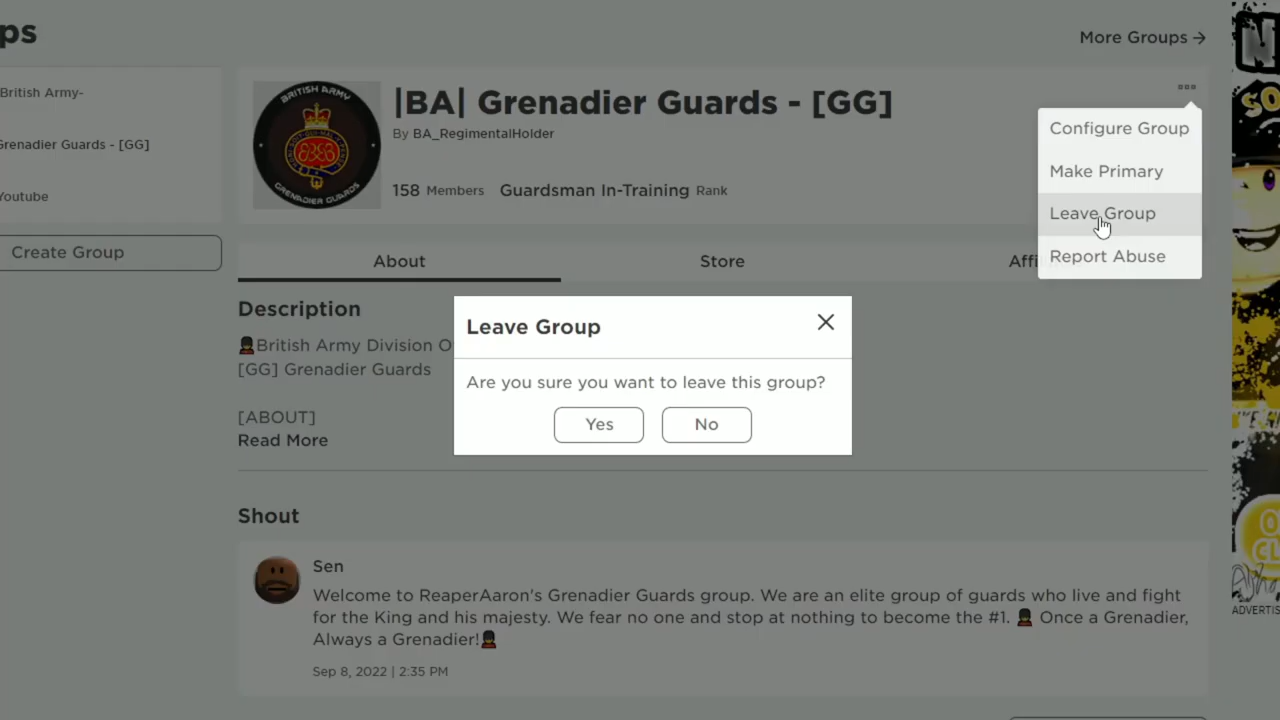 ps
More Groups →
British Army-
Grenadier Guards - [GG]
Youtube
Create Group
BRITISH ARMY
GRENADIER GUARDS
|BA| Grenadier Guards - [GG]
By BA_RegimentalHolder
158 Members Guardsman In-Training Rank
Configure Group
Make Primary
Leave Group
Report Abuse
About
Store
Affi
Description
British Army Division O
[GG] Grenadier Guards
[ABOUT]
Read More
Leave Group
Are you sure you want to leave this group?
Yes
No
Shout
Sen
Welcome to ReaperAaron's Grenadier Guards group. We are an elite group of guards who live and fight
for the King and his majesty. We fear no one and stop at nothing to become the #1. 💂 Once a Grenadier,
Always a Grenadier!💂
Sep 8, 2022 | 2:35 PM
SO
ADVERTIS